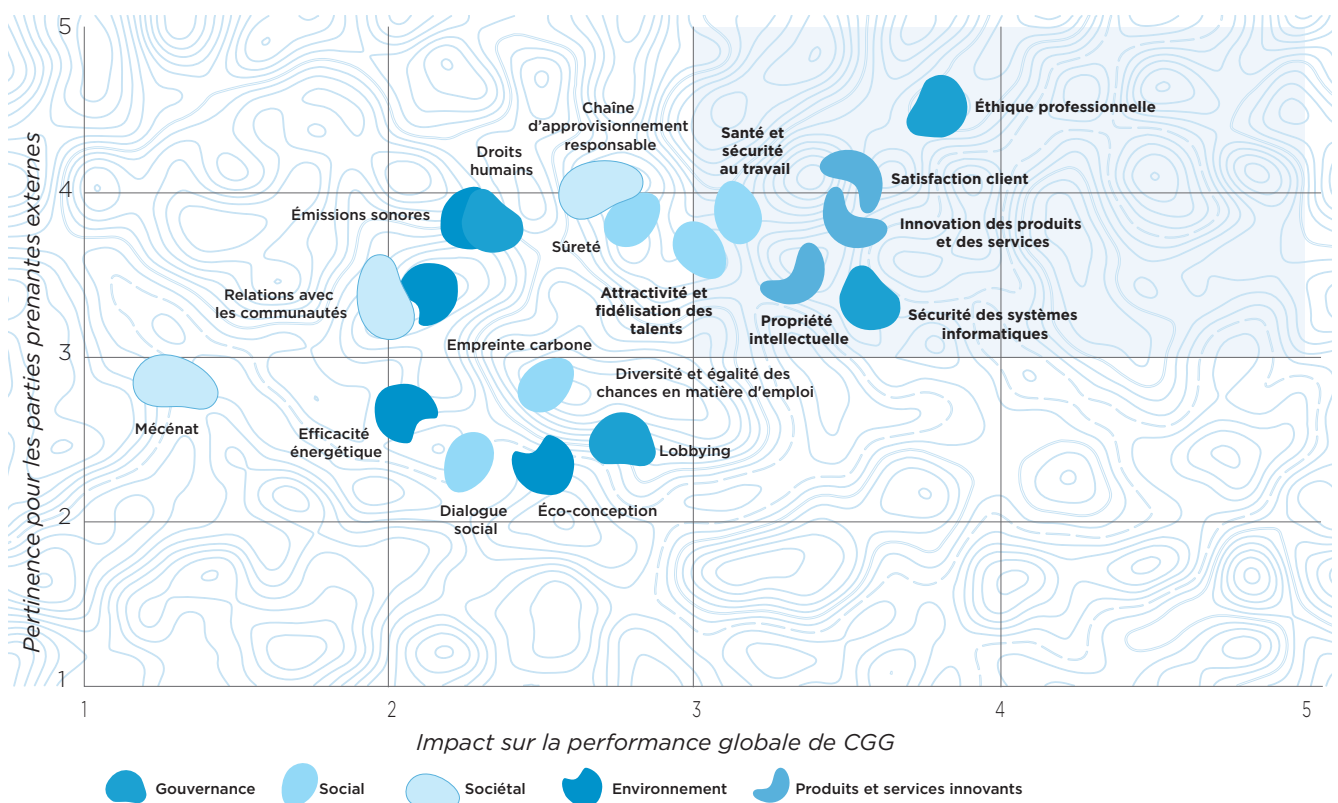 5
4
3
2
1
Pertinence pour les parties prenantes externes
Éthique professionnelle
Chaîne
d'approvisionnement
responsable
Santé et
sécurité
au travail
Droits
humains
Satisfaction client
Émissions sonores
Innovation des produits
et des services
Sûreté
Relations avec
les communautés
Attractivité et
fidélisation des
talents
Propriété
intellectuelle
Sécurité des systèmes
informatiques
Empreinte carbone
Diversité et égalité des
chances en matière d'emploi
Mécénat
Efficacité
énergétique
Lobbying
Dialogue
social
Éco-conception
1
2
3
4
5
Impact sur la performance globale de CGG
Gouvernance
Social
Sociétal
Environnement
Produits et services innovants